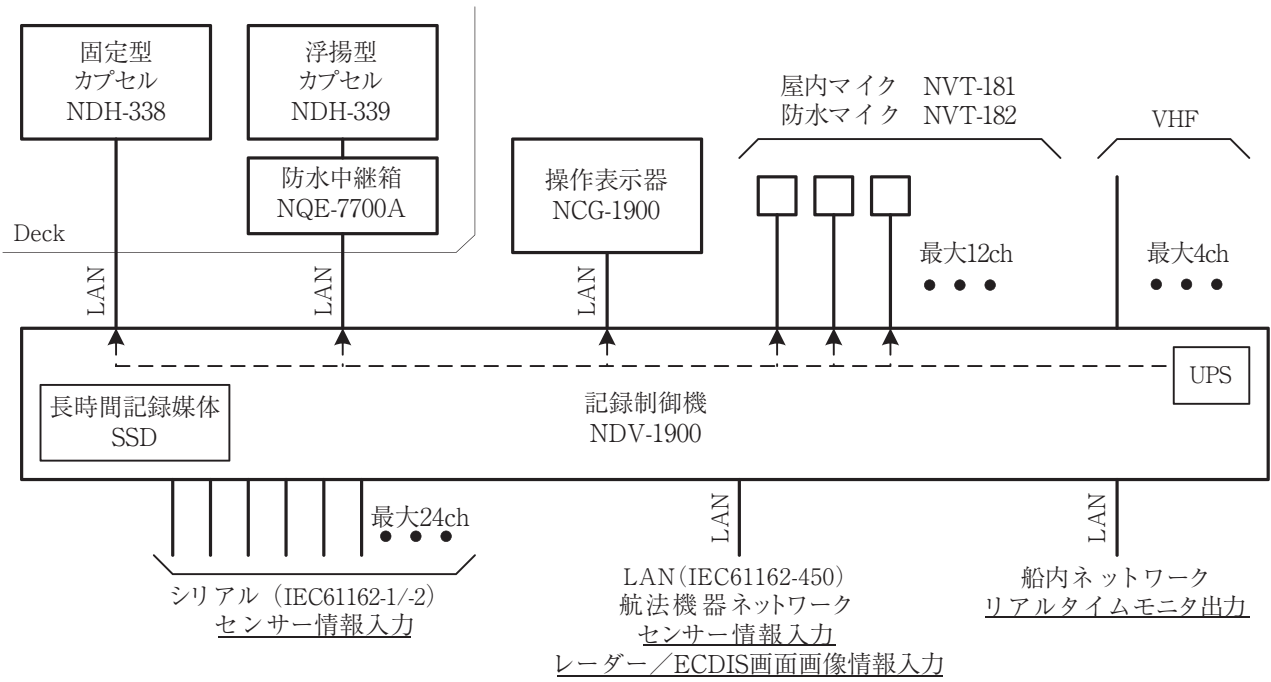 固定型
カプセル
NDH-338
浮揚型
カプセル
NDH-339
防水中継箱
NQE-7700A
Deck
操作表示器
NCG-1900
屋内マイク NVT-181
防水マイク NVT-182
VHF
最大12ch
最大4ch
LAN
LAN
LAN
UPS
長時間記録媒体
SSD
記録制御機
NDV-1900
最大24ch
LAN
LAN
シリアル（IEC61162-1/-2）
センサー情報入力
LAN（IEC61162-450）
航法機器ネットワーク
センサー情報入力
レーダー／ECDIS画面画像情報入力
船内ネットワーク
リアルタイムモニタ出力